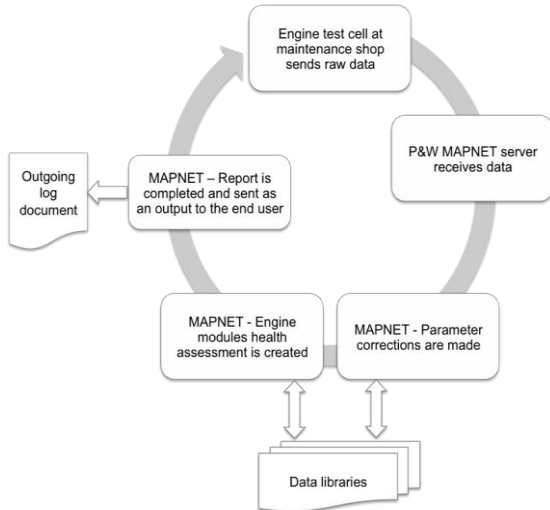 Engine test cell at
maintenance shop
sends raw data
P&W MAPNET server
receives data
MAPNET - Parameter
corrections are made
MAPNET - Engine
modules health
assessment is created
MAPNET – Report is
completed and sent as
an output to the end user
Outgoing
log
document
Data libraries